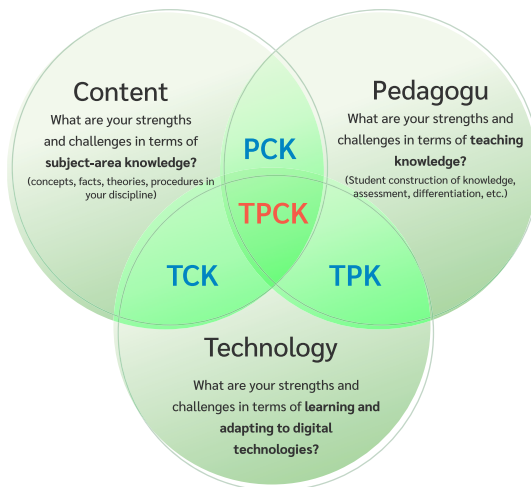 Content
What are your strengths
and challenges in terms of
subject-area knowledge?
(concepts, facts, theories, procedures in
your discipline)
Pedagogu
What are your strengths and
challenges in terms of teaching
knowledge?
(Student construction of knowledge,
assessment, differentiation, etc.)
PCK
TPCK
TCK
TPK
Technology
What are your strengths and
challenges in terms of learning and
adapting to digital
technologies?